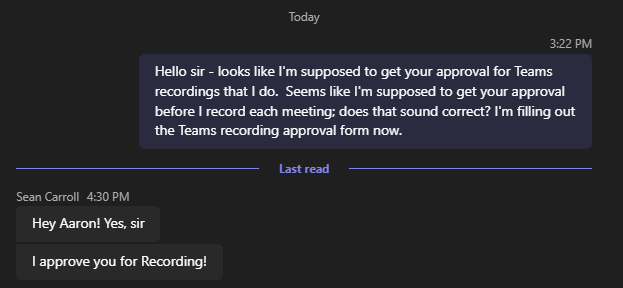 Today
3:22 PM
Hello sir - looks like I'm supposed to get your approval for Teams
recordings that I do.  Seems like I'm supposed to get your approval
before I record each meeting; does that sound correct? I'm filling out
the Teams recording approval form now.
Last read
Sean Carroll 4:30 PM
Hey Aaron! Yes, sir
I approve you for Recording!